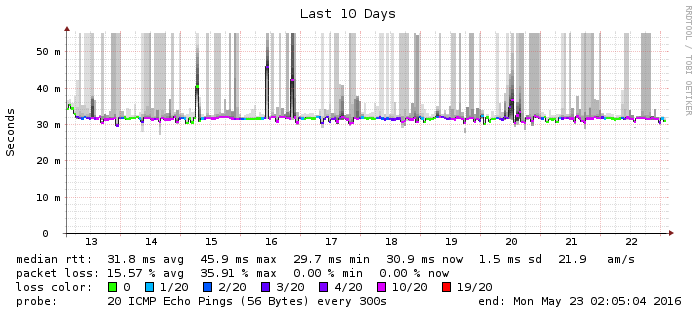 Last 10 Days
RRDTOOL / TOBI OETIKER
Seconds
50 m
40 m
30 m
20 m
10 m
0
13 14 15 16 17 18 19 20 21 22
median rtt: 31.8 ms avg 45.9 ms max 29.7 ms min 30.9 ms now 1.5 ms sd 21.9 am/s
packet loss: 15.57 % avg 35.91 % max 0.00 % min 0.00 % now
loss color: 0 1/20 2/20 3/20 4/20 10/20 19/20
probe: 20 ICMP Echo Pings (56 Bytes) every 300s end: Mon May 23 02:05:04 2016